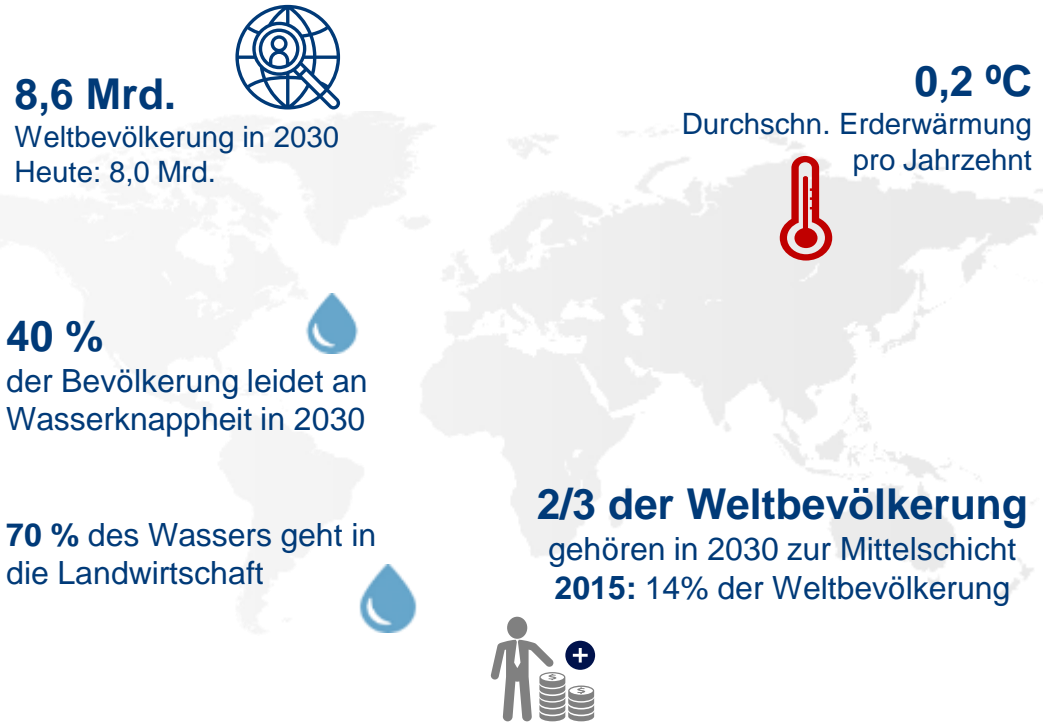 8,6 Mrd.
Weltbevölkerung in 2030
Heute: 8,0 Mrd.
0,2 ºC
Durchschn. Erderwärmung
pro Jahrzehnt
40 %
der Bevölkerung leidet an
Wasserknappheit in 2030
70 % des Wassers geht in
die Landwirtschaft
2/3 der Weltbevölkerung
gehören in 2030 zur Mittelschicht
2015: 14% der Weltbevölkerung